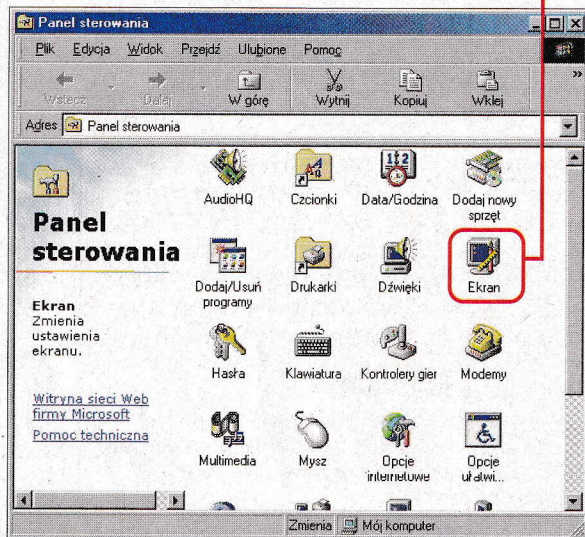 Panel sterowania
Plik Edycja Widok Przejdź Ulubione Pomoc
Wstecz Dalej W górę Wytnij Kopiuj Wklej »
Adres Panel sterowania
Panel
sterowania
Ekran
Zmienia
ustawienia
ekranu.
Witryna sieci Web
firmy Microsoft
Pomoc techniczna
AudioHQ Czcionki Data/Godzina Dodaj nowy
sprzęt
Dodaj/Usuń
programy Drukarki Dźwięki Ekran
Hasła Klawiatura Kontrolery gier Modemy
Multimedia Mysz Opcje
internetowe Opcje
ułatwi...
Zmienia Mój komputer